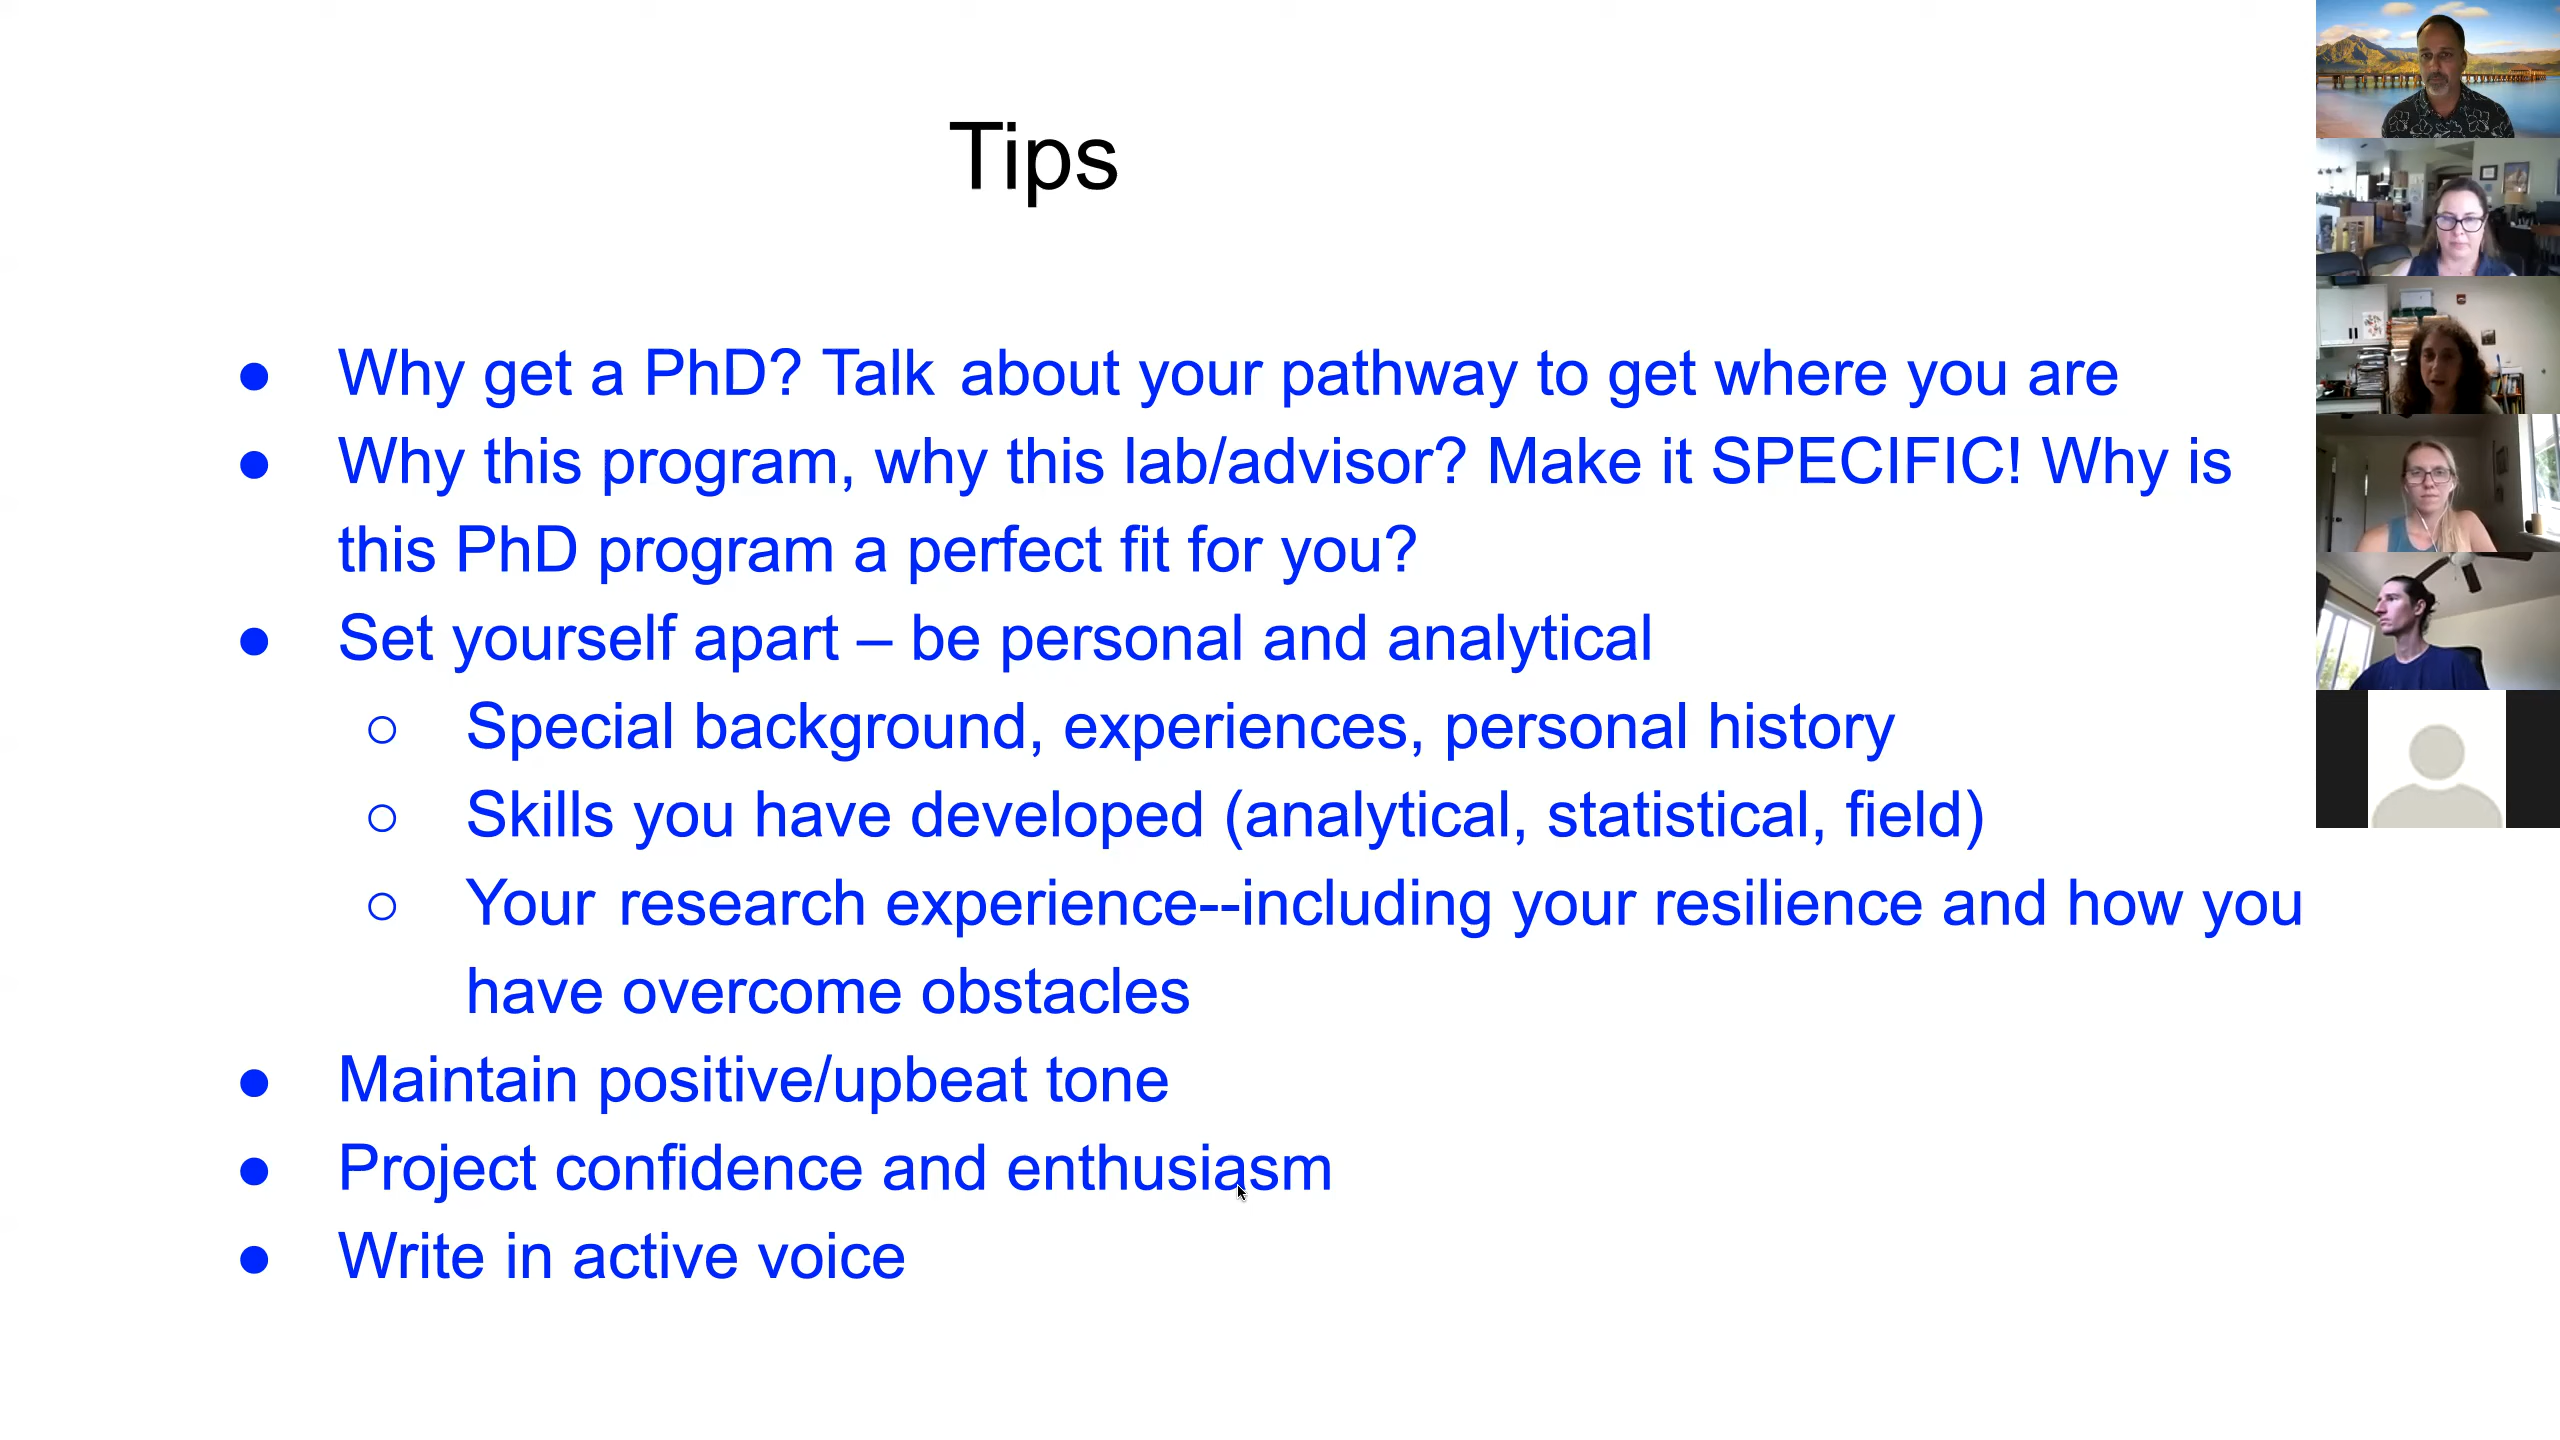 Tips
● Why get a PhD? Talk about your pathway to get where you are
● Why this program, why this lab/advisor? Make it SPECIFIC! Why is
this PhD program a perfect fit for you?
● Set yourself apart – be personal and analytical
○ Special background, experiences, personal history
○ Skills you have developed (analytical, statistical, field)
○ Your research experience--including your resilience and how you
have overcome obstacles
● Maintain positive/upbeat tone
● Project confidence and enthusiasm
● Write in active voice